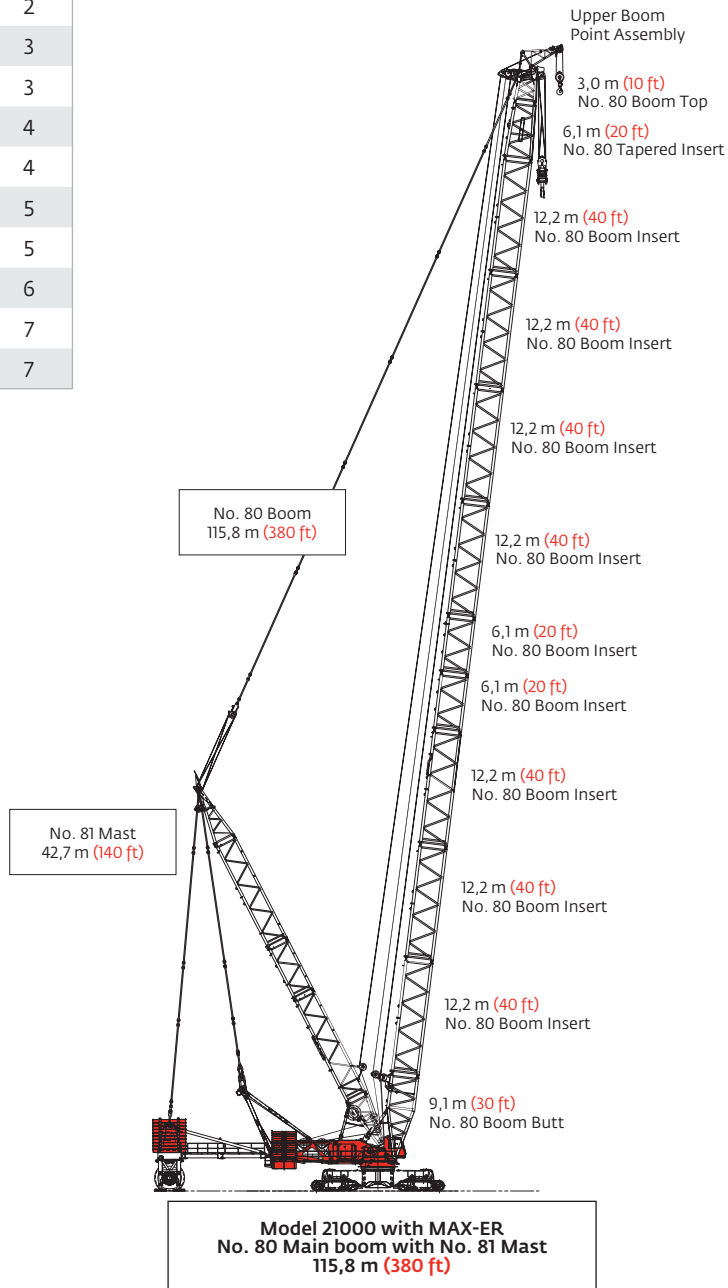 2
3
3
4
4
5
5
6
7
7
Upper Boom
Point Assembly
3,0 m (10 ft)
No. 80 Boom Top
6,1 m (20 ft)
No. 80 Tapered Insert
12,2 m (40 ft)
No. 80 Boom Insert
12,2 m (40 ft)
No. 80 Boom Insert
12,2 m (40 ft)
No. 80 Boom Insert
No. 80 Boom
115,8 m (380 ft)
12,2 m (40 ft)
No. 80 Boom Insert
6,1 m (20 ft)
No. 80 Boom Insert
6,1 m (20 ft)
No. 80 Boom Insert
12,2 m (40 ft)
No. 80 Boom Insert
No. 81 Mast
42,7 m (140 ft)
12,2 m (40 ft)
No. 80 Boom Insert
12,2 m (40 ft)
No. 80 Boom Insert
9,1 m (30 ft)
No. 80 Boom Butt
Model 21000 with MAX-ER
No. 80 Main boom with No. 81 Mast
115,8 m (380 ft)